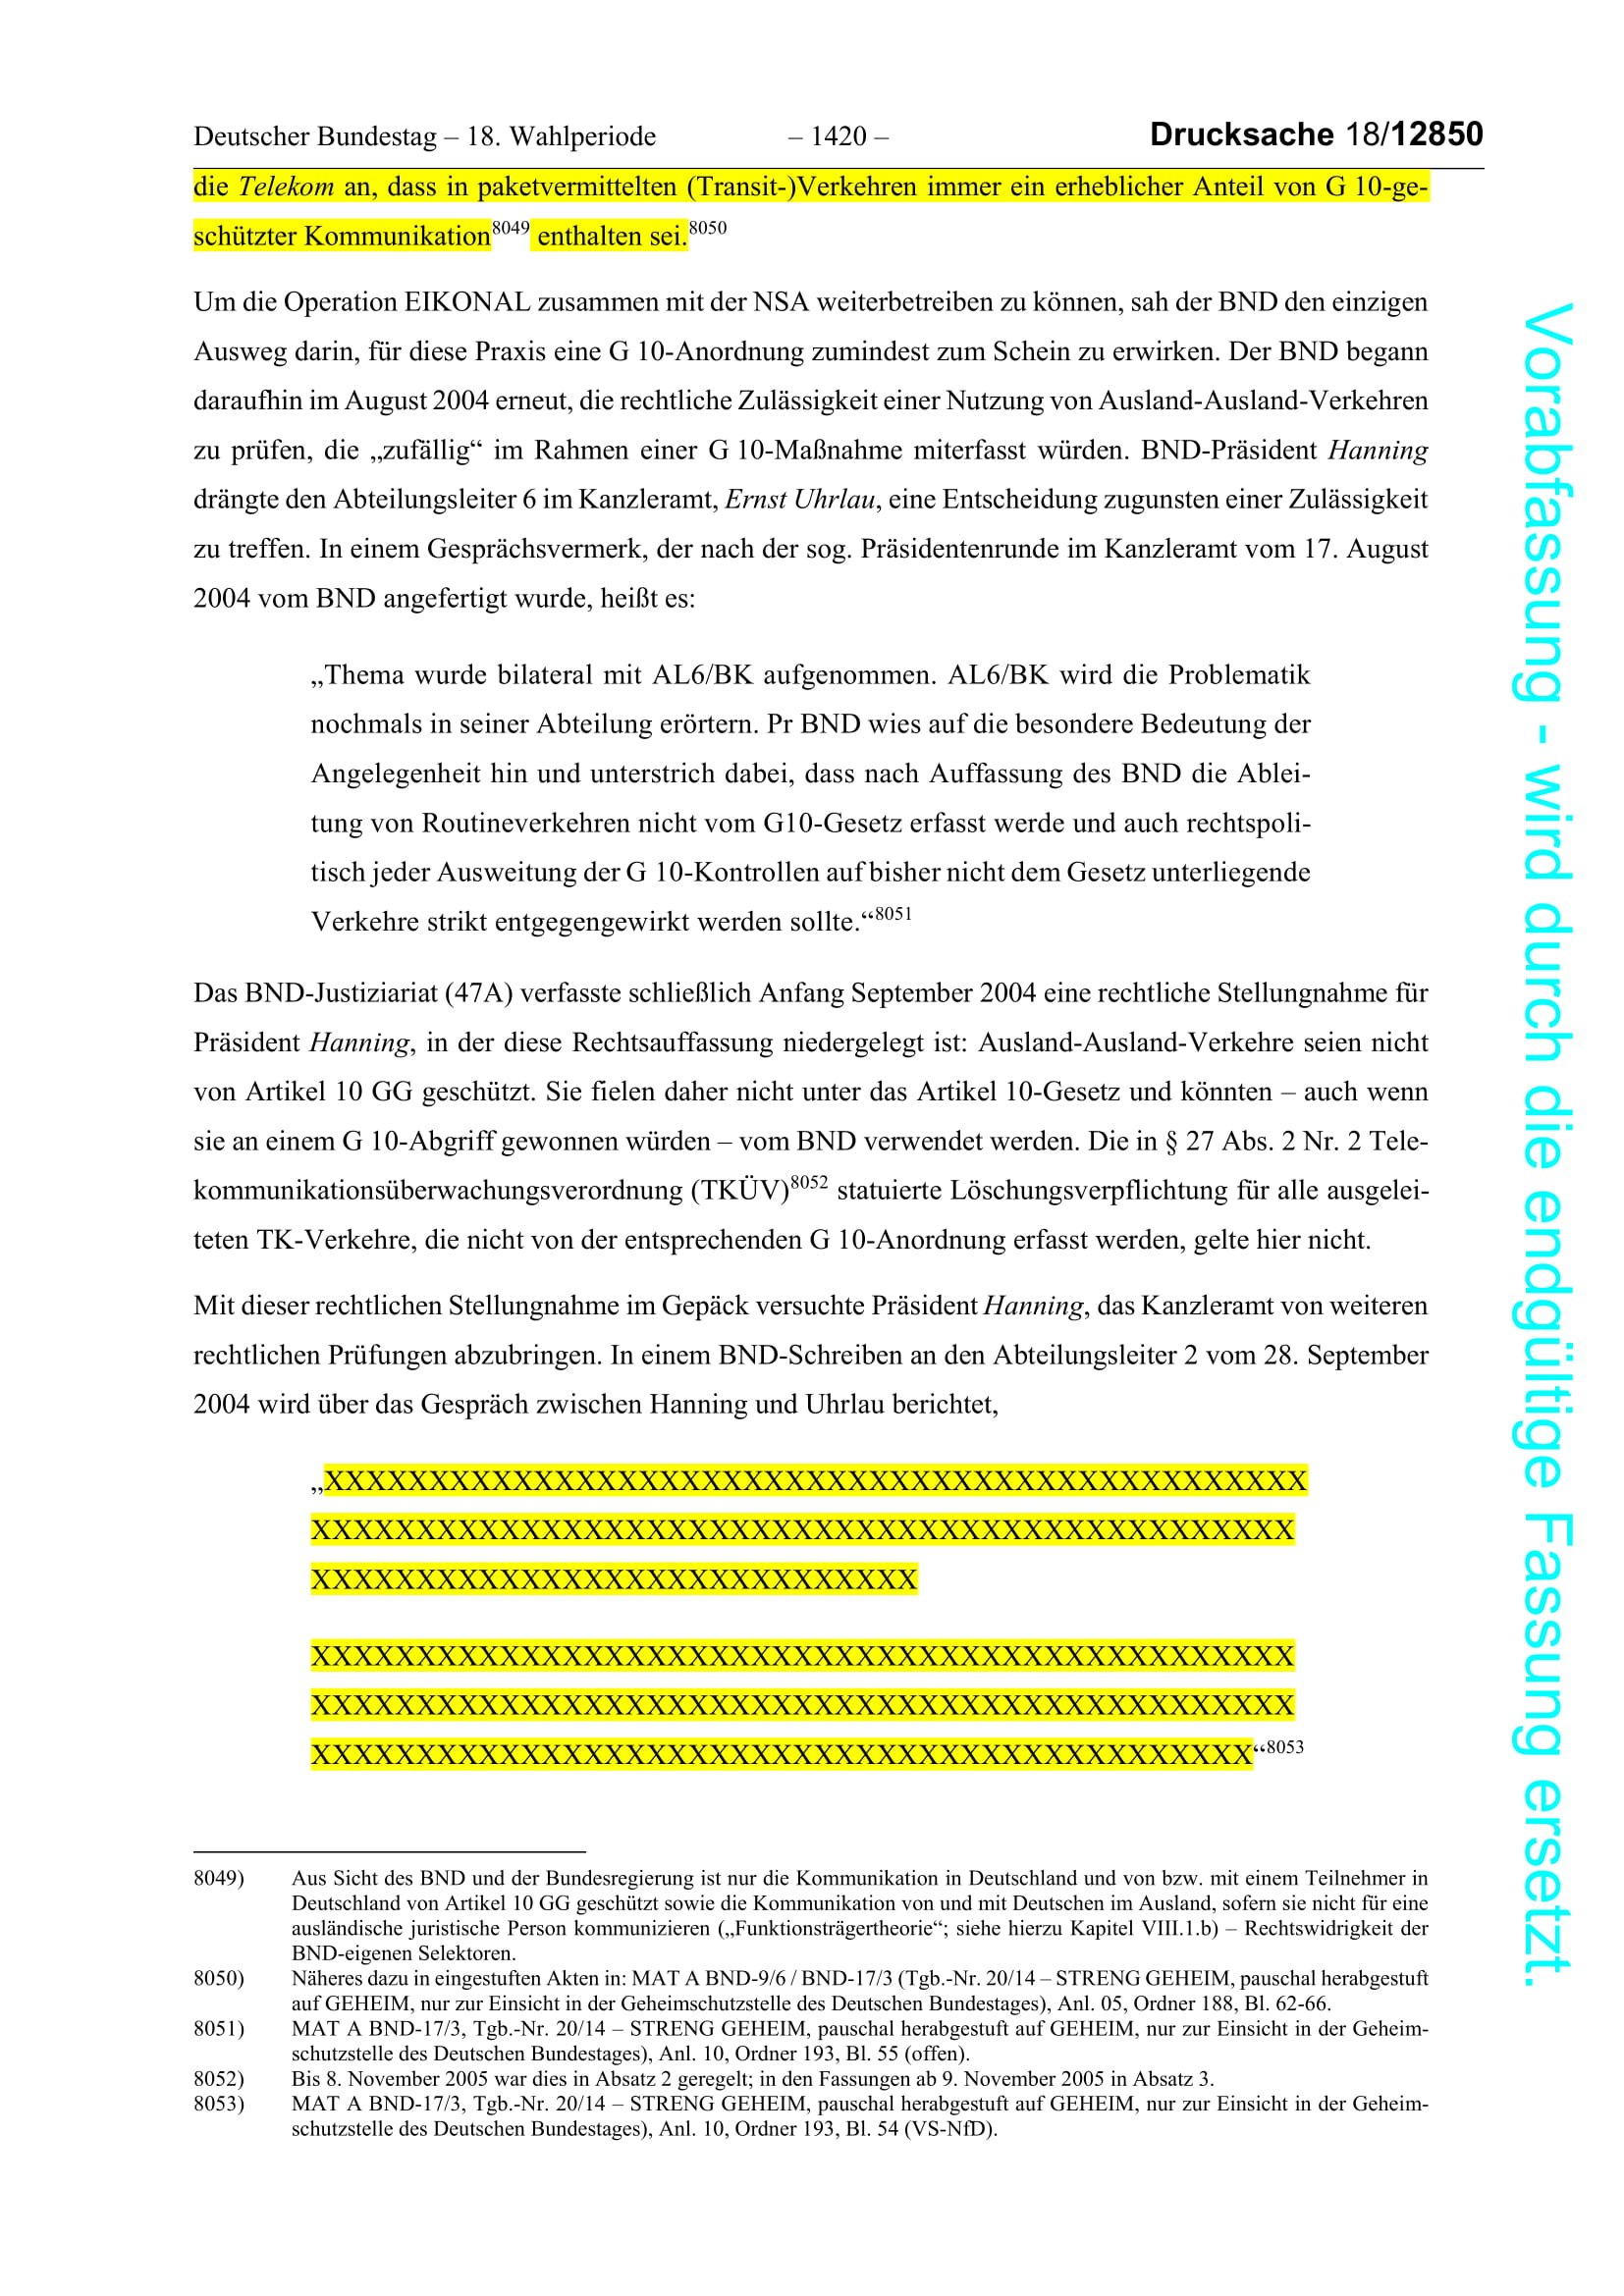 Deutscher Bundestag – 18. Wahlperiode – 1420 – Drucksache 18/12850
die Telekom an, dass in paketvermittelten (Transit-)Verkehren immer ein erheblicher Anteil von G 10-ge-
schützter Kommunikation8049 enthalten sei.8050
Um die Operation EIKONAL zusammen mit der NSA weiterbetreiben zu können, sah der BND den einzigen
Ausweg darin, für diese Praxis eine G 10-Anordnung zumindest zum Schein zu erwirken. Der BND begann
daraufhin im August 2004 erneut, die rechtliche Zulässigkeit einer Nutzung von Ausland-Ausland-Verkehren
zu prüfen, die „zufällig“ im Rahmen einer G 10-Maßnahme miterfasst würden. BND-Präsident Hanning
drängte den Abteilungsleiter 6 im Kanzleramt, Ernst Uhrlau, eine Entscheidung zugunsten einer Zulässigkeit
zu treffen. In einem Gesprächsvermerk, der nach der sog. Präsidentenrunde im Kanzleramt vom 17. August
2004 vom BND angefertigt wurde, heißt es:
„Thema wurde bilateral mit AL6/BK aufgenommen. AL6/BK wird die Problematik
nochmals in seiner Abteilung erörtern. Pr BND wies auf die besondere Bedeutung der
Angelegenheit hin und unterstrich dabei, dass nach Auffassung des BND die Ablei-
tung von Routineverkehren nicht vom G10-Gesetz erfasst werde und auch rechtspoli-
tisch jeder Ausweitung der G 10-Kontrollen auf bisher nicht dem Gesetz unterliegende
Verkehre strikt entgegengewirkt werden sollte.“8051
Das BND-Justiziariat (47A) verfasste schließlich Anfang September 2004 eine rechtliche Stellungnahme für
Präsident Hanning, in der diese Rechtsauffassung niedergelegt ist: Ausland-Ausland-Verkehre seien nicht
von Artikel 10 GG geschützt. Sie fielen daher nicht unter das Artikel 10-Gesetz und könnten – auch wenn
sie an einem G 10-Abgriff gewonnen würden – vom BND verwendet werden. Die in § 27 Abs. 2 Nr. 2 Tele-
kommunikationsüberwachungsverordnung (TKÜV)8052 statuierte Löschungsverpflichtung für alle ausgelei-
teten TK-Verkehre, die nicht von der entsprechenden G 10-Anordnung erfasst werden, gelte hier nicht.
Mit dieser rechtlichen Stellungnahme im Gepäck versuchte Präsident Hanning, das Kanzleramt von weiteren
rechtlichen Prüfungen abzubringen. In einem BND-Schreiben an den Abteilungsleiter 2 vom 28. September
2004 wird über das Gespräch zwischen Hanning und Uhrlau berichtet,
„XXXXXXXXXXXXXXXXXXXXXXXXXXXXXXXXXXXXXXXXXXXXXXX
XXXXXXXXXXXXXXXXXXXXXXXXXXXXXXXXXXXXXXXXXXXXXXX
XXXXXXXXXXXXXXXXXXXXXXXXXXXXX
XXXXXXXXXXXXXXXXXXXXXXXXXXXXXXXXXXXXXXXXXXXXXXX
XXXXXXXXXXXXXXXXXXXXXXXXXXXXXXXXXXXXXXXXXXXXXXX
XXXXXXXXXXXXXXXXXXXXXXXXXXXXXXXXXXXXXXXXXXXXX“8053
8049) Aus Sicht des BND und der Bundesregierung ist nur die Kommunikation in Deutschland und von bzw. mit einem Teilnehmer in
Deutschland von Artikel 10 GG geschützt sowie die Kommunikation von und mit Deutschen im Ausland, sofern sie nicht für eine
ausländische juristische Person kommunizieren („Funktionsträgertheorie“; siehe hierzu Kapitel VIII.1.b) – Rechtswidrigkeit der
BND-eigenen Selektoren.
8050) Näheres dazu in eingestuften Akten in: MAT A BND-9/6 / BND-17/3 (Tgb.-Nr. 20/14 – STRENG GEHEIM, pauschal herabgestuft
auf GEHEIM, nur zur Einsicht in der Geheimschutzstelle des Deutschen Bundestages), Anl. 05, Ordner 188, Bl. 62-66.
8051) MAT A BND-17/3, Tgb.-Nr. 20/14 – STRENG GEHEIM, pauschal herabgestuft auf GEHEIM, nur zur Einsicht in der Geheim-
schutzstelle des Deutschen Bundestages), Anl. 10, Ordner 193, Bl. 55 (offen).
8052) Bis 8. November 2005 war dies in Absatz 2 geregelt; in den Fassungen ab 9. November 2005 in Absatz 3.
8053) MAT A BND-17/3, Tgb.-Nr. 20/14 – STRENG GEHEIM, pauschal herabgestuft auf GEHEIM, nur zur Einsicht in der Geheim-
schutzstelle des Deutschen Bundestages), Anl. 10, Ordner 193, Bl. 54 (VS-NfD).
Vorabfassung - wird durch die endgültige Fassung ersetzt.